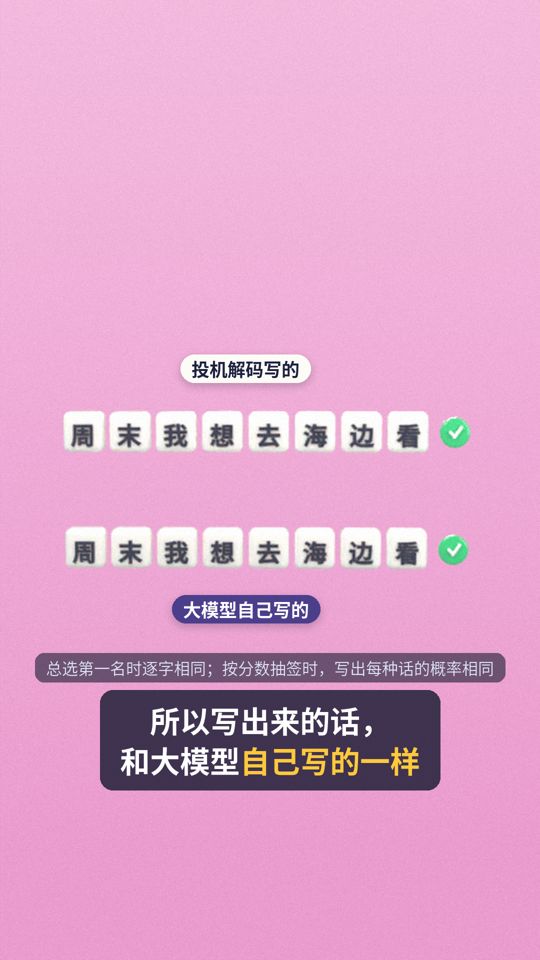 投机解码写的
周末我想去海边看
周末我想去海边看
大模型自己写的
总选第一名时逐字相同；按分数抽签时，写出每种话的概率相同
所以写出来的话，
和大模型自己写的一样